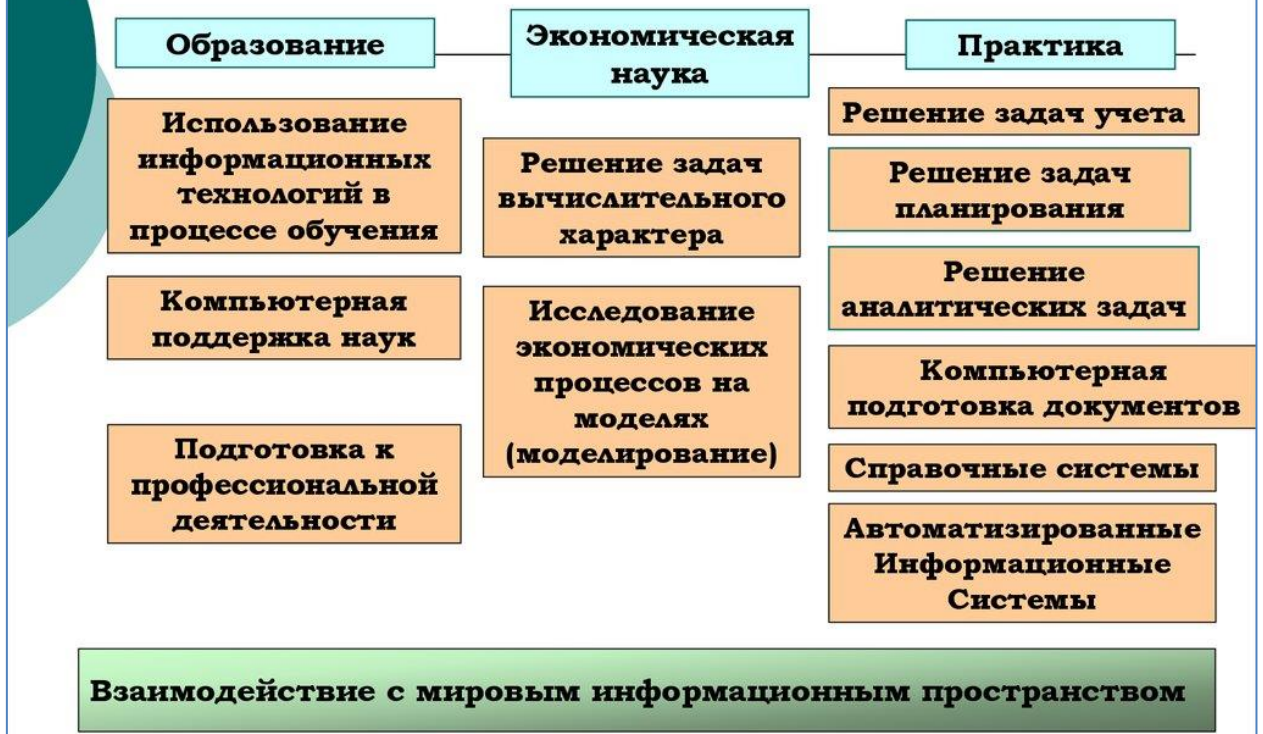 Образование
Экономическая
наука
Практика
Использование
информационных
технологий в
процессе обучения
Компьютерная
поддержка наук
Подготовка к
профессиональной
деятельности
Решение задач
вычислительного
характера
Исследование
экономических
процессов на
моделях
(моделирование)
Решение задач учета
Решение задач
планирования
Решение
аналитических задач
Компьютерная
подготовка документов
Справочные системы
Автоматизированные
Информационные
Системы
Взаимодействие с мировым информационным пространством